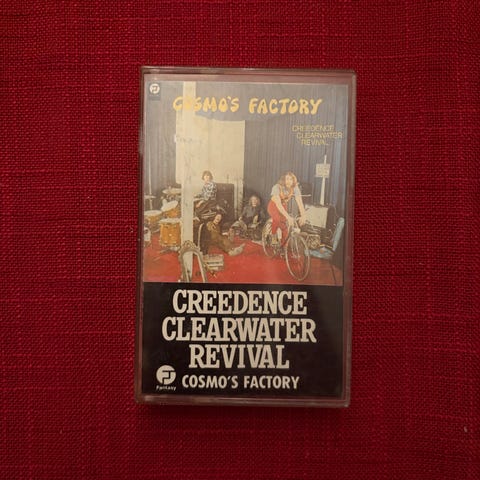 COSMO'S FACTORY
CREEDENCE
CLEARWATER
REVIVAL
CREEDENCE
CLEARWATER
REVIVAL
COSMO'S FACTORY
Fantasy